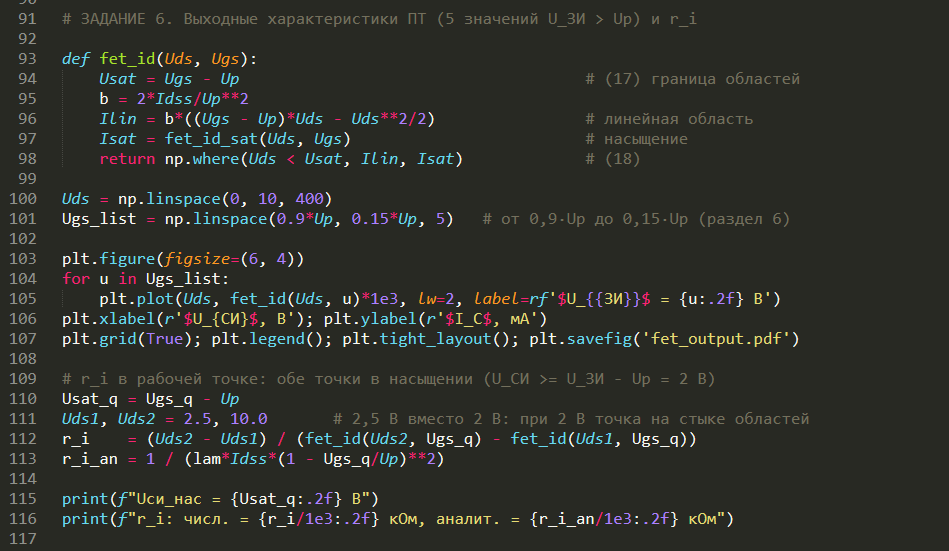 91 # ЗАДАНИЕ 6. Выходные характеристики ПТ (5 значений U_ЗИ > Up) и r_i
92
93 def fet_id(Uds, Ugs):
94     Usat = Ugs - Up                                     # (17) граница областей
95     b = 2*Idss/Up**2
96     Ilin = b*((Ugs - Up)*Uds - Uds**2/2)                # линейная область
97     Isat = fet_id_sat(Uds, Ugs)                         # насыщение
98     return np.where(Uds < Usat, Ilin, Isat)             # (18)
99
100 Uds = np.linspace(0, 10, 400)
101 Ugs_list = np.linspace(0.9*Up, 0.15*Up, 5)   # от 0,9·Up до 0,15·Up (раздел 6)
102
103 plt.figure(figsize=(6, 4))
104 for u in Ugs_list:
105     plt.plot(Uds, fet_id(Uds, u)*1e3, lw=2, label=rf'$U_{{ЗИ}}$ = {u:.2f} В')
106 plt.xlabel(r'$U_{СИ}$, В'); plt.ylabel(r'$I_C$, мА')
107 plt.grid(True); plt.legend(); plt.tight_layout(); plt.savefig('fet_output.pdf')
108
109 # r_i в рабочей точке: обе точки в насыщении (U_СИ >= U_ЗИ - Up = 2 В)
110 Usat_q = Ugs_q - Up
111 Uds1, Uds2 = 2.5, 10.0       # 2,5 В вместо 2 В: при 2 В точка на стыке областей
112 r_i    = (Uds2 - Uds1) / (fet_id(Uds2, Ugs_q) - fet_id(Uds1, Ugs_q))
113 r_i_an = 1 / (lam*Idss*(1 - Ugs_q/Up)**2)
114
115 print(f"Uси_нас = {Usat_q:.2f} В")
116 print(f"r_i: числ. = {r_i/1e3:.2f} кОм, аналит. = {r_i_an/1e3:.2f} кОм")
117